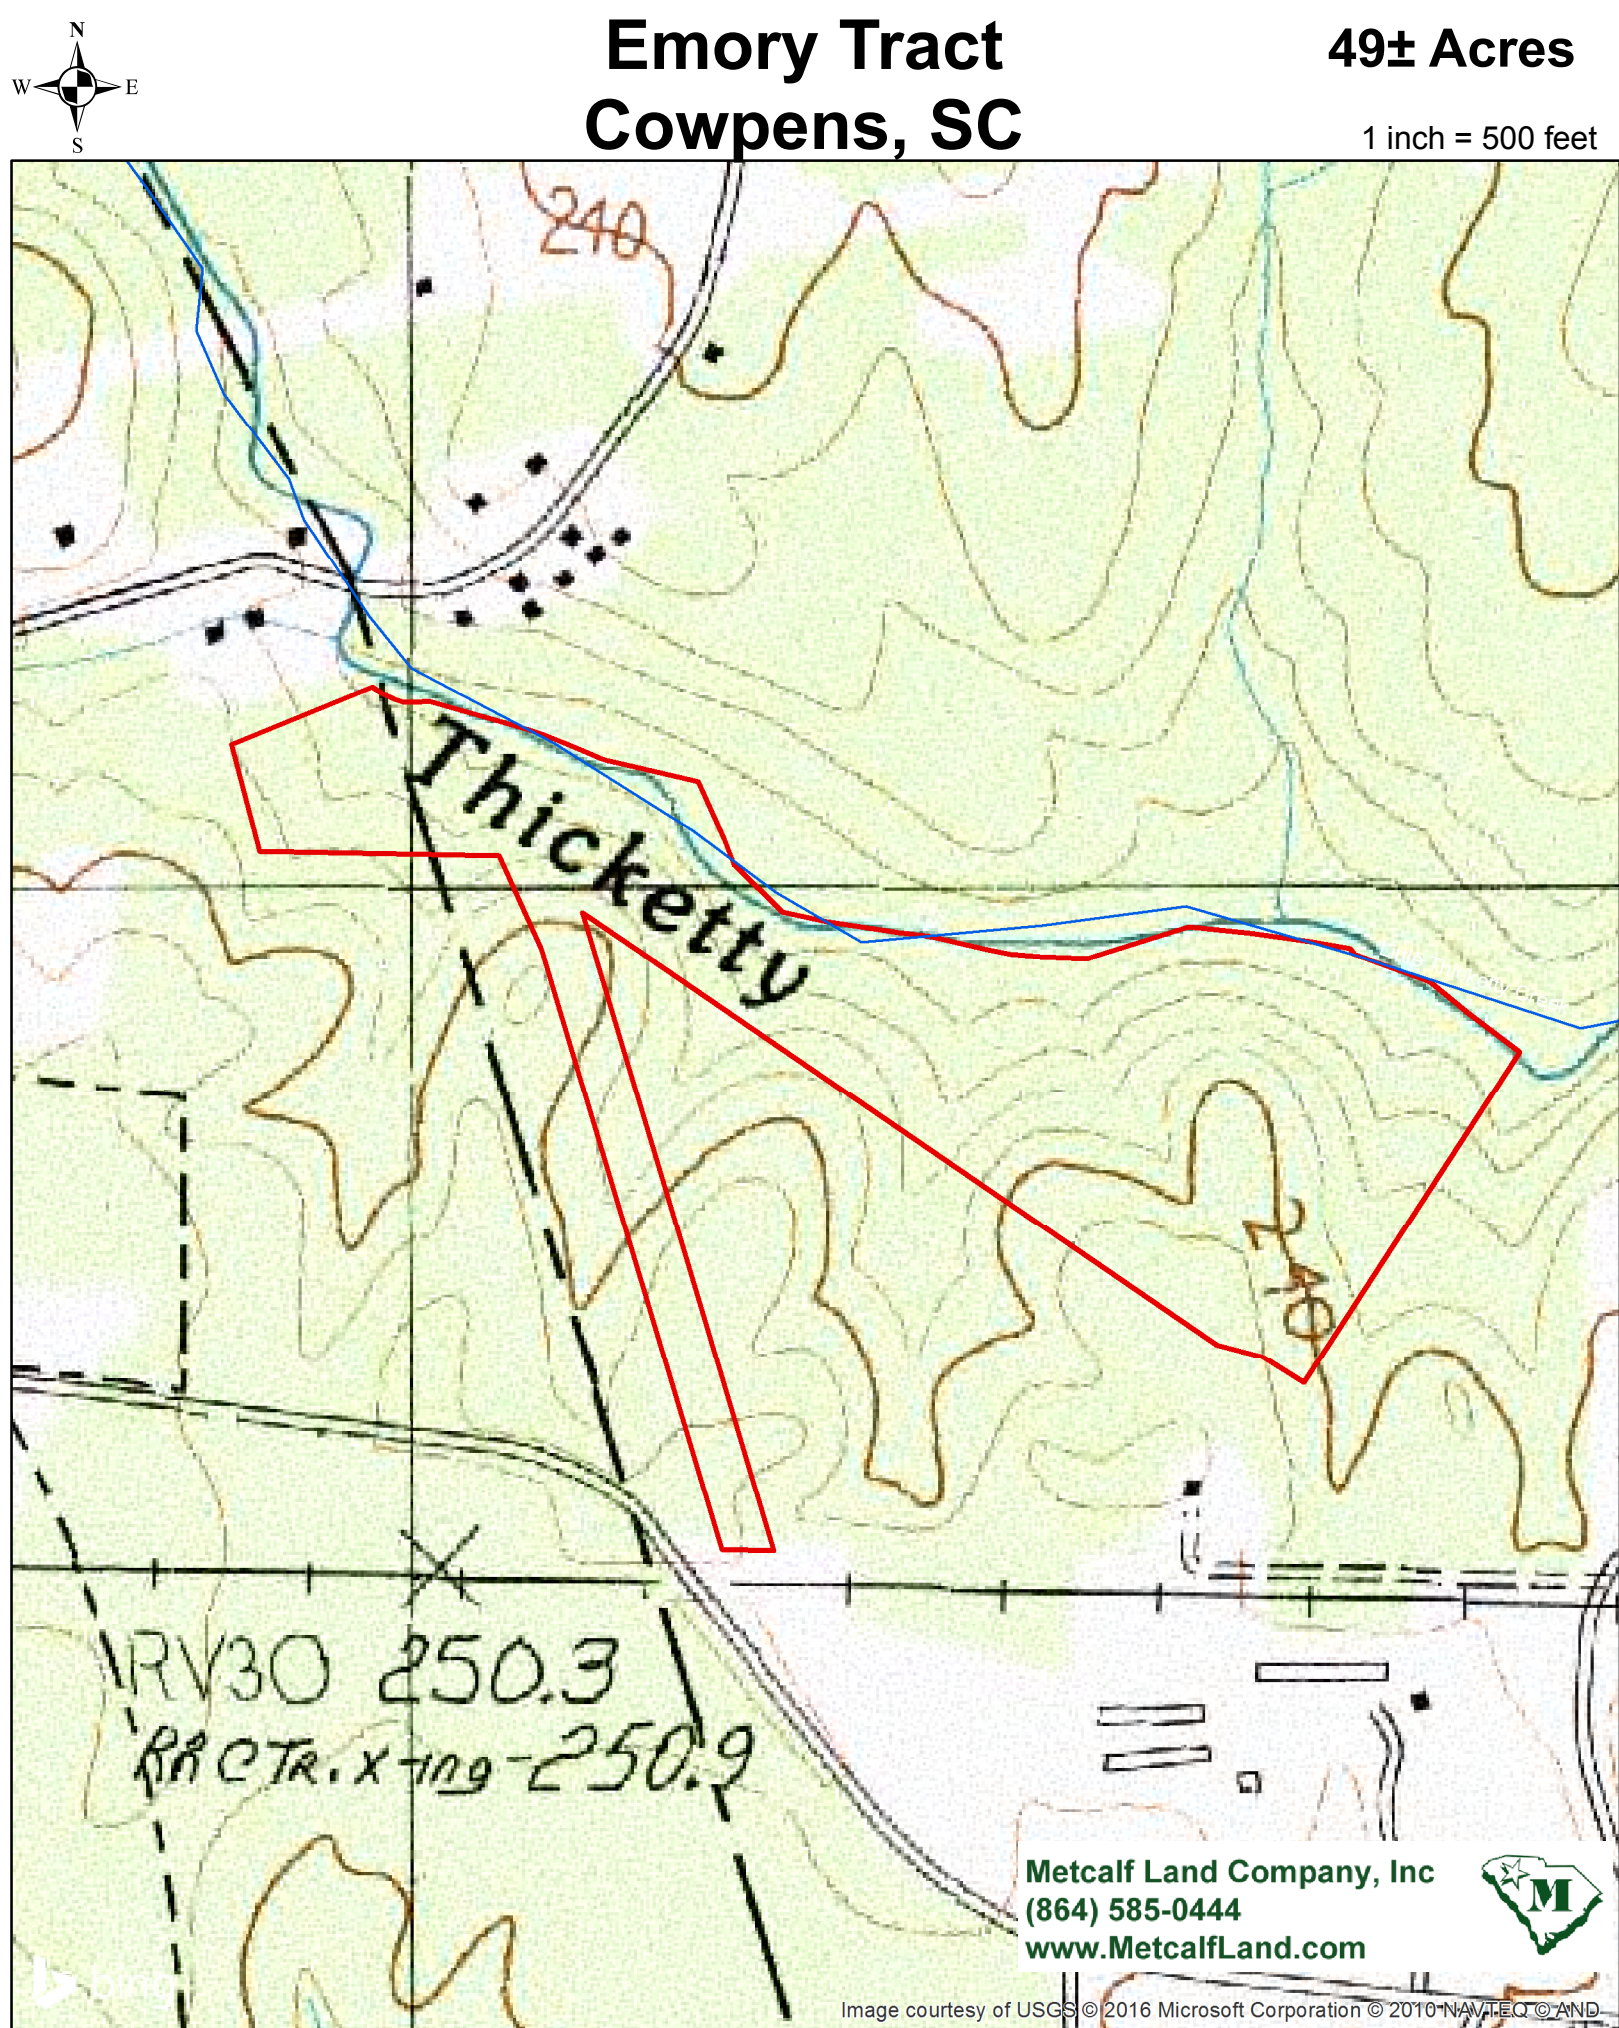 N
W E
S
Emory Tract
Cowpens, SC
49± Acres
1 inch = 500 feet
240
Thicketty
240
RV30 250.3
RR CTR. X-ing-250.9
Metcalf Land Company, Inc
(864) 585-0444
www.MetcalfLand.com
M
bing
Image courtesy of USGS © 2016 Microsoft Corporation © 2010 NAVTEQ © AND